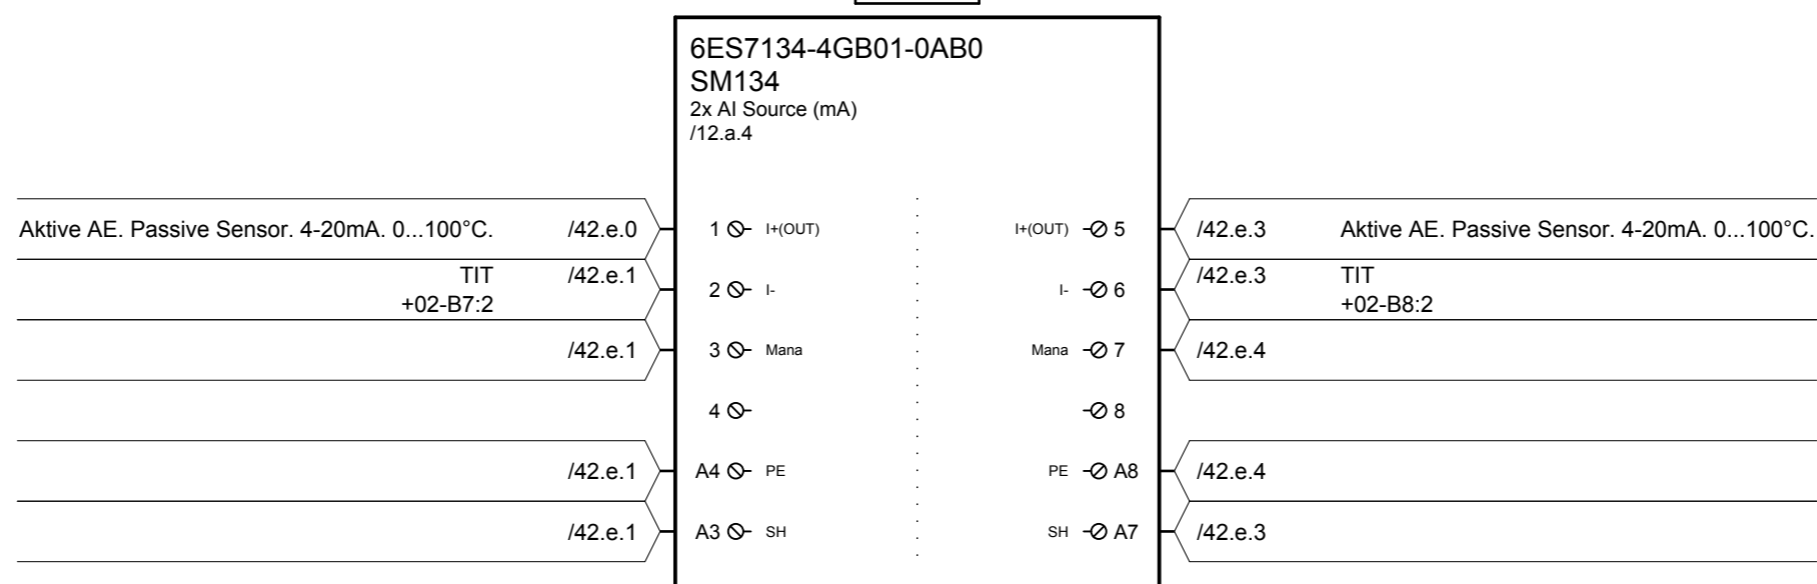 6ES7134-4GB01-0AB0
SM134
2x AI Source (mA)
/12.a.4
Aktive AE. Passive Sensor. 4-20mA. 0...100°C. /42.e.0 1 I+(OUT) I+(OUT) 5 /42.e.3 Aktive AE. Passive Sensor. 4-20mA. 0...100°C.
TIT /42.e.1 2 I- I- 6 /42.e.3 TIT
+02-B7:2 +02-B8:2
/42.e.1 3 Mana Mana 7 /42.e.4
4 8
/42.e.1 A4 PE PE A8 /42.e.4
/42.e.1 A3 SH SH A7 /42.e.3